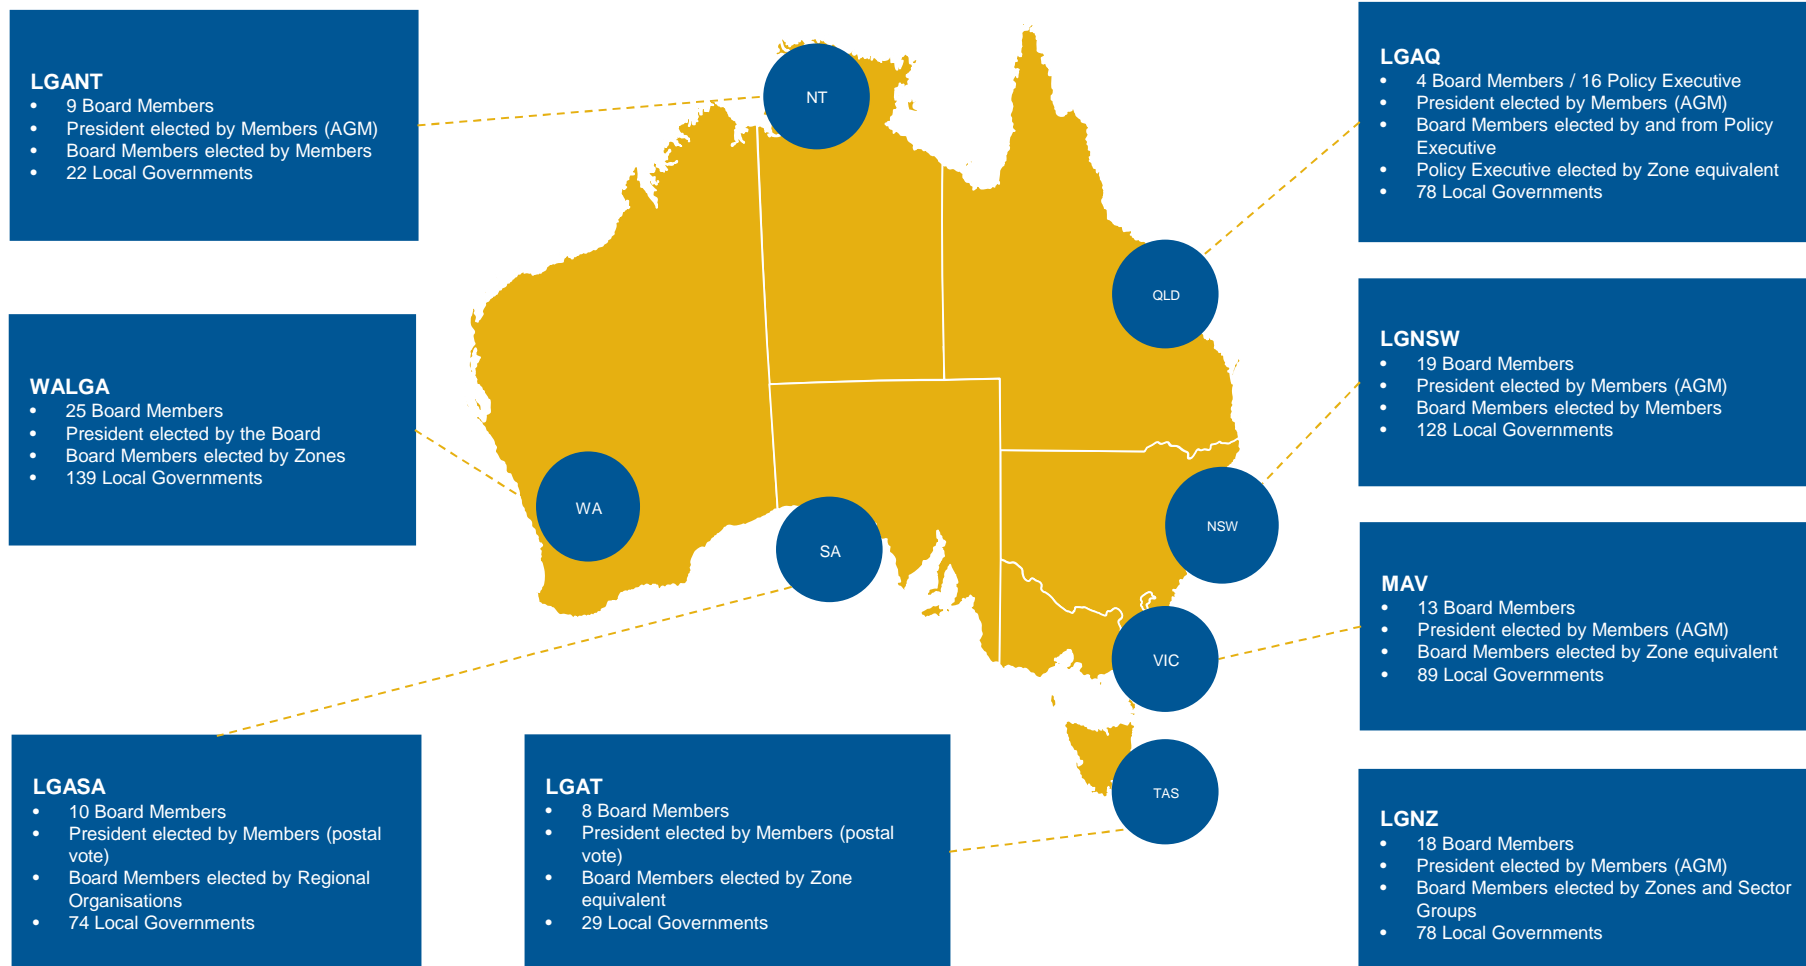 LGANT
• 9 Board Members
• President elected by Members (AGM)
• Board Members elected by Members
• 22 Local Governments
WALGA
• 25 Board Members
• President elected by the Board
• Board Members elected by Zones
• 139 Local Governments
LGASA
• 10 Board Members
• President elected by Members (postal
vote)
• Board Members elected by Regional
Organisations
• 74 Local Governments
LGAT
• 8 Board Members
• President elected by Members (postal
vote)
• Board Members elected by Zone
equivalent
• 29 Local Governments
NT
QLD
WA
SA
NSW
VIC
TAS
LGAQ
• 4 Board Members / 16 Policy Executive
• President elected by Members (AGM)
• Board Members elected by and from Policy
Executive
• Policy Executive elected by Zone equivalent
• 78 Local Governments
LGNSW
• 19 Board Members
• President elected by Members (AGM)
• Board Members elected by Members
• 128 Local Governments
MAV
• 13 Board Members
• President elected by Members (AGM)
• Board Members elected by Zone equivalent
• 89 Local Governments
LGNZ
• 18 Board Members
• President elected by Members (AGM)
• Board Members elected by Zones and Sector
Groups
• 78 Local Governments